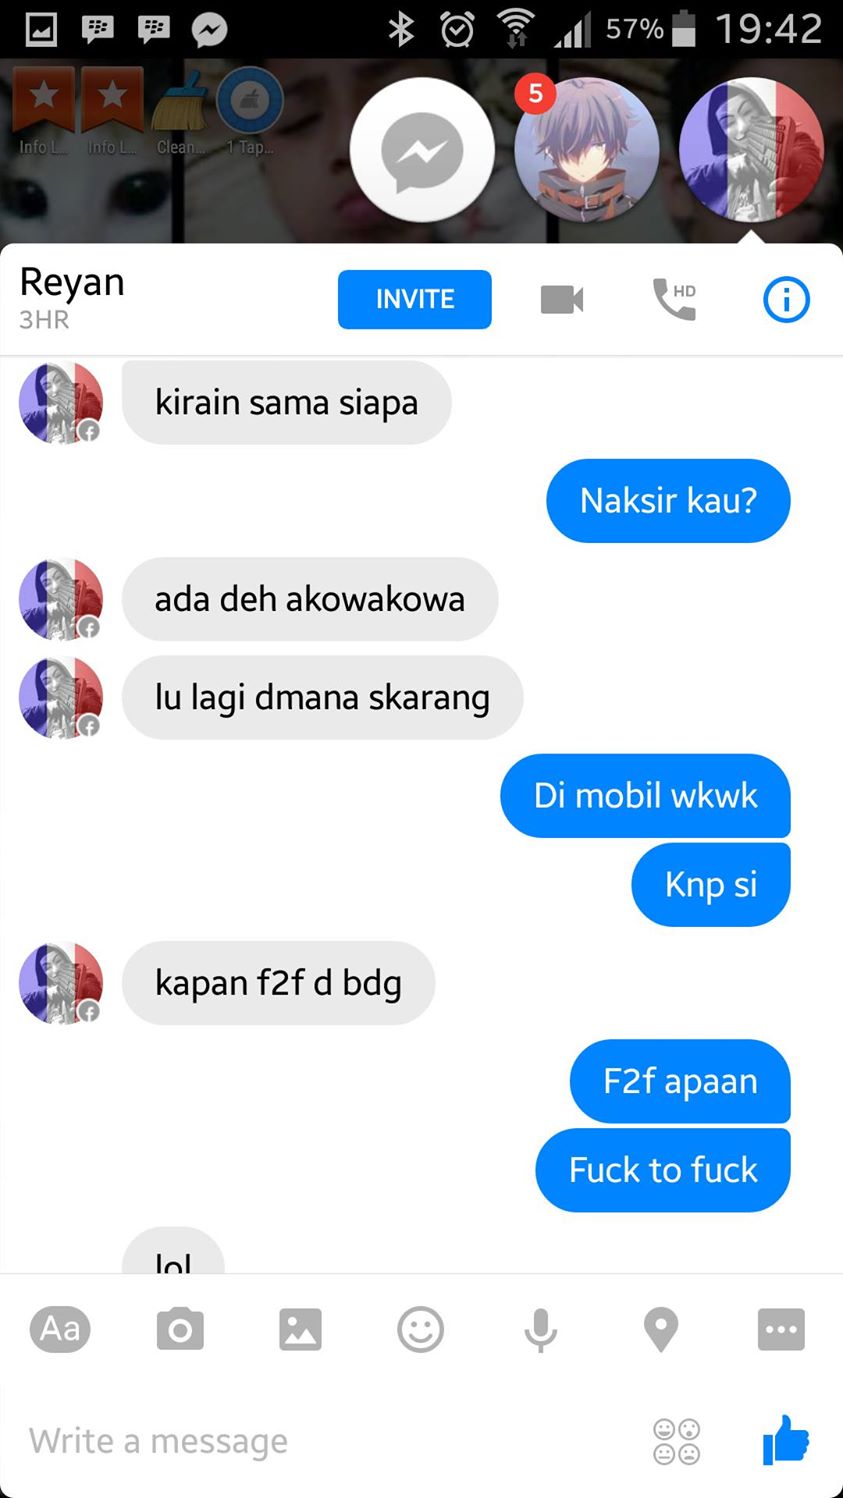 57% 19:42
Info L... Info L... Clean... 1 Tap...
5
Reyan
3HR
INVITE
HD
kirain sama siapa
Naksir kau?
ada deh akowakowa
lu lagi dmana skarang
Di mobil wkwk
Knp si
kapan f2f d bdg
F2f apaan
Fuck to fuck
lol
Aa
Write a message